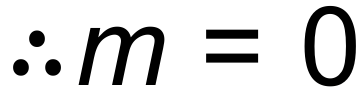 ∴m = 0